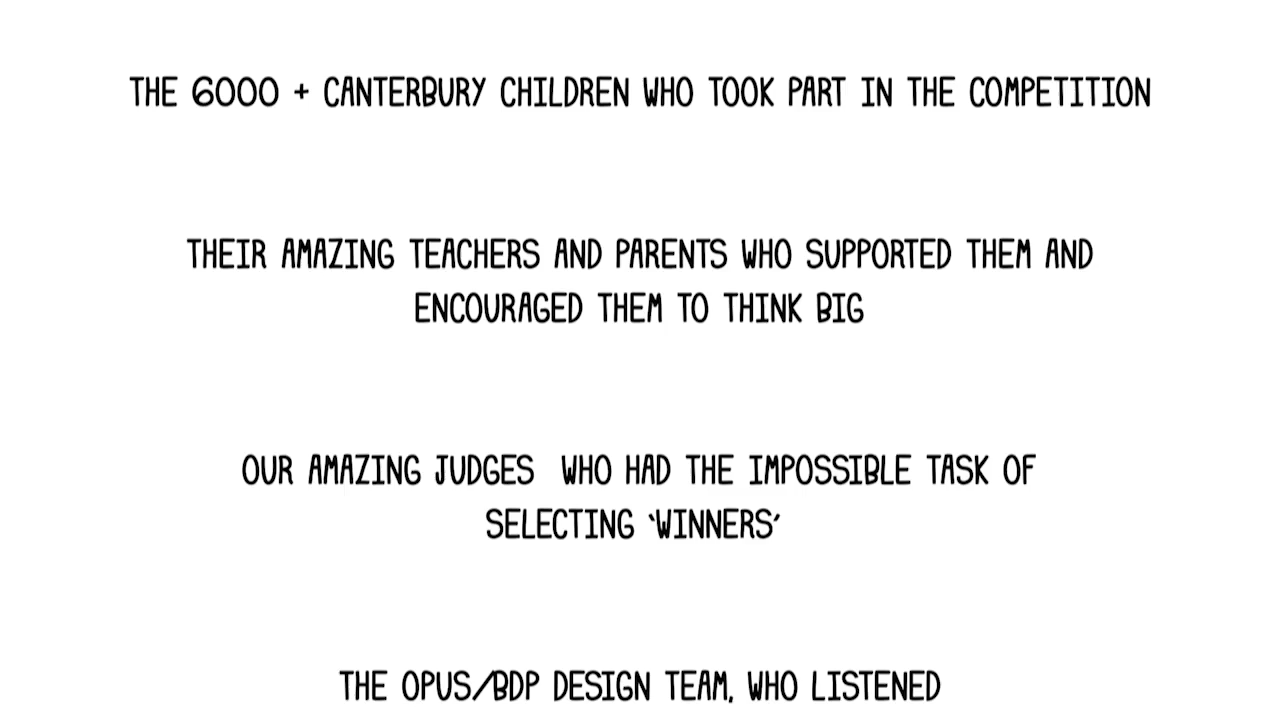 THE 6000 + CANTERBURY CHILDREN WHO TOOK PART IN THE COMPETITION
THEIR AMAZING TEACHERS AND PARENTS WHO SUPPORTED THEM AND
ENCOURAGED THEM TO THINK BIG
OUR AMAZING JUDGES  WHO HAD THE IMPOSSIBLE TASK OF
SELECTING ‘WINNERS’
THE OPUS/BDP DESIGN TEAM, WHO LISTENED